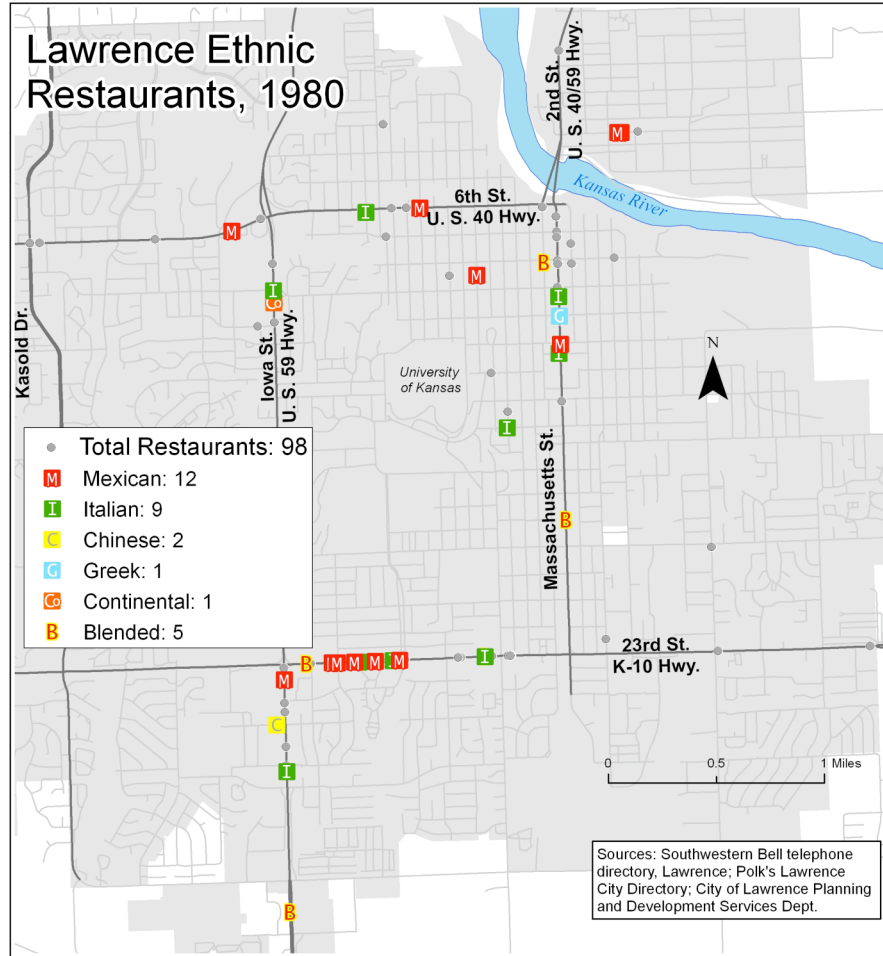 Lawrence Ethnic
Restaurants, 1980
2nd St.
U. S. 40/59 Hwy.
M
Kansas River
6th St.
U. S. 40 Hwy.
I
M
M
B
M
I
Co
I
G
M
I
N
Kasold Dr.
Iowa St.
U. S. 59 Hwy.
University
of Kansas
I
Massachusetts St.
B
Total Restaurants: 98
M Mexican: 12
I Italian: 9
C Chinese: 2
G Greek: 1
Co Continental: 1
B Blended: 5
23rd St.
K-10 Hwy.
B
M
M
M
M
I
M
C
I
B
0 0.5 1 Miles
Sources: Southwestern Bell telephone
directory, Lawrence; Polk's Lawrence
City Directory; City of Lawrence Planning
and Development Services Dept.